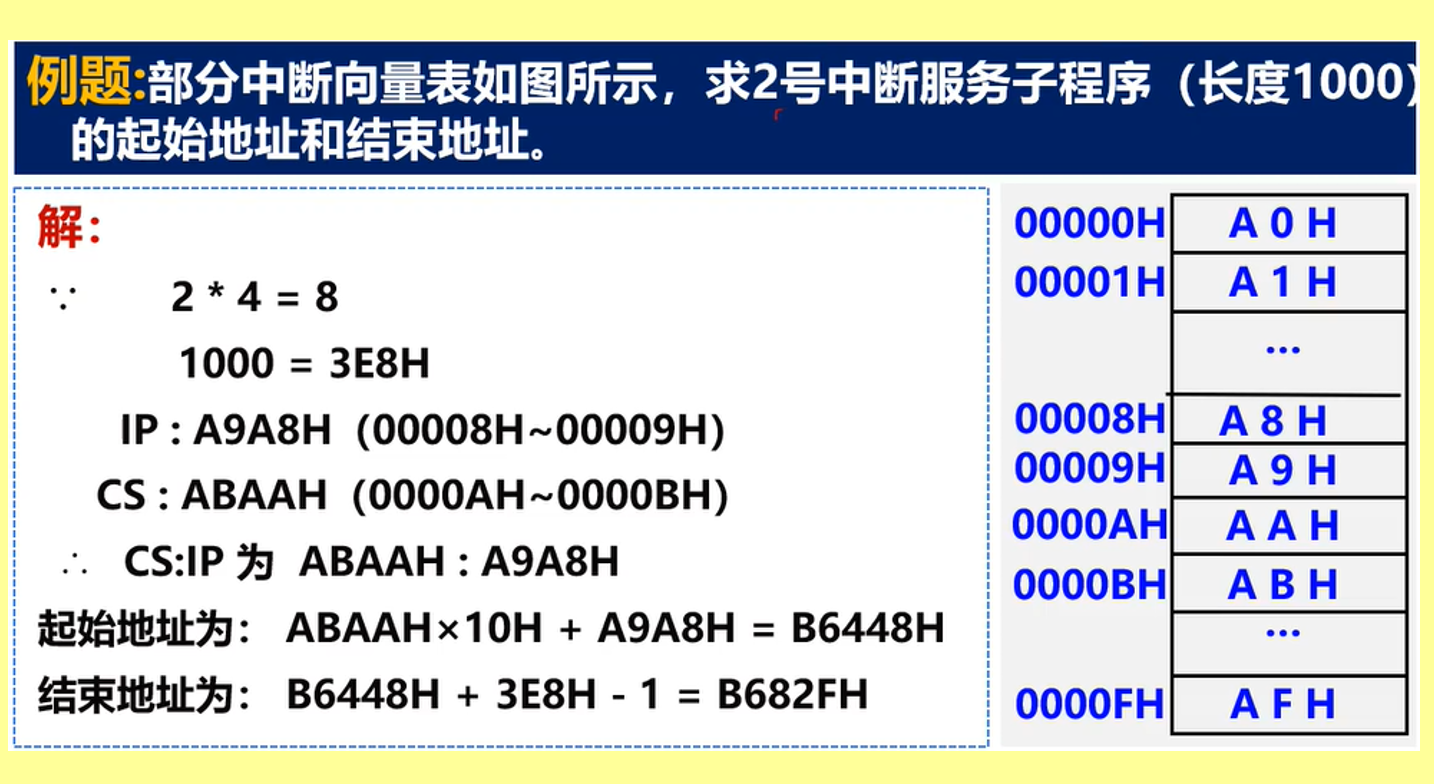 例题:部分中断向量表如图所示，求2号中断服务子程序（长度1000）
的起始地址和结束地址。
解：
∵ 2 * 4 = 8
1000 = 3E8H
IP : A9A8H（00008H~00009H）
CS : ABAAH（0000AH~0000BH）
∴ CS:IP 为 ABAAH : A9A8H
起始地址为： ABAAH×10H + A9A8H = B6448H
结束地址为： B6448H + 3E8H - 1 = B682FH
00000H A 0 H
00001H A 1 H
...
00008H A 8 H
00009H A 9 H
0000AH A A H
0000BH A B H
...
0000FH A F H